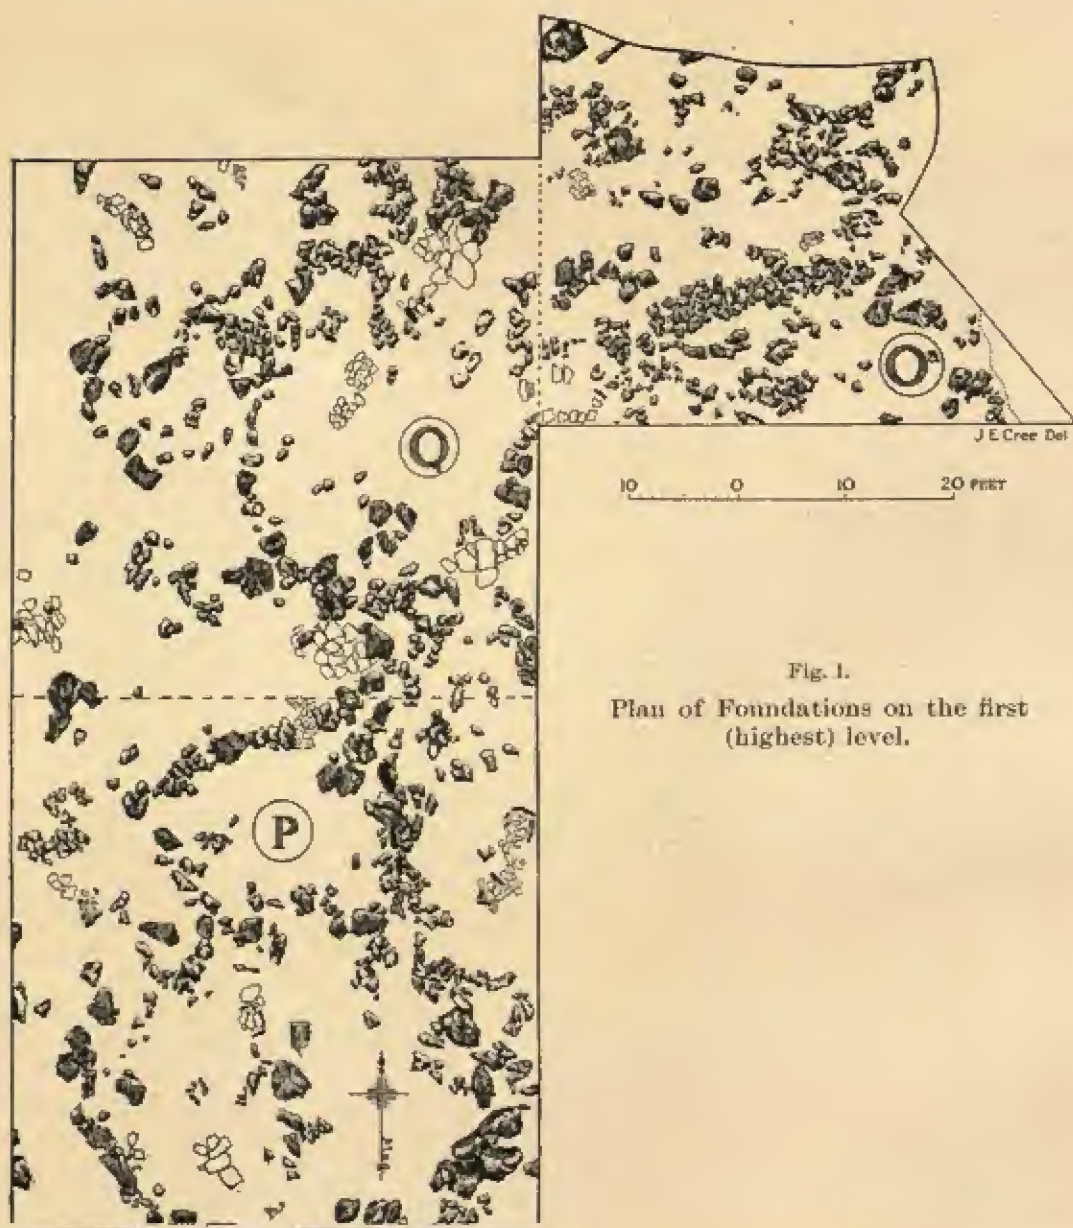 O
Q
J E Cree Del
10 0 10 20 FEET
Fig. 1.
Plan of Foundations on the first
(highest) level.
P